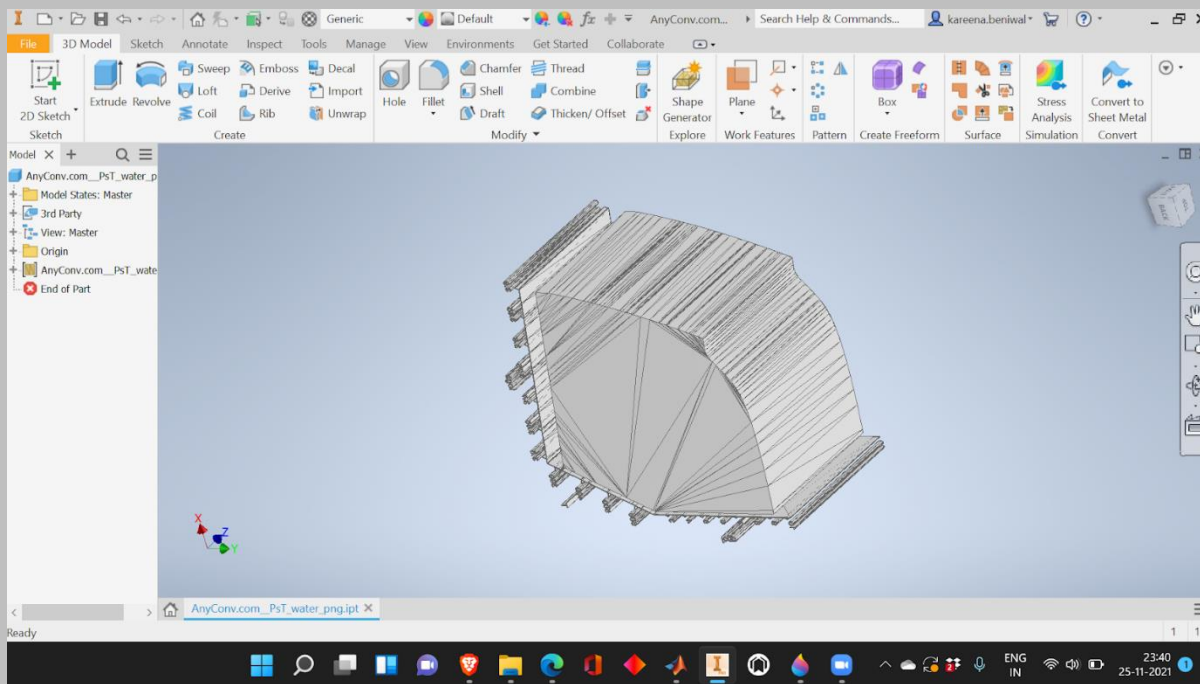 Generic
Default
AnyConv.com...
Search Help & Commands...
kareena.beniwal
File
3D Model
Sketch
Annotate
Inspect
Tools
Manage
View
Environments
Get Started
Collaborate
Start
2D Sketch
Extrude
Revolve
Sweep
Emboss
Decal
Loft
Derive
Import
Coil
Rib
Unwrap
Hole
Fillet
Chamfer
Thread
Shell
Combine
Draft
Thicken/ Offset
Shape
Generator
Plane
Box
Stress
Analysis
Convert to
Sheet Metal
Sketch
Create
Modify
Explore
Work Features
Pattern
Create Freeform
Surface
Simulation
Convert
Model
AnyConv.com__PsT_water_p
Model States: Master
3rd Party
View: Master
Origin
AnyConv.com__PsT_wate
End of Part
BACK
X
Z
Y
AnyConv.com__PsT_water_png.ipt
Ready
1 1
ENG
IN
23:40
25-11-2021
1